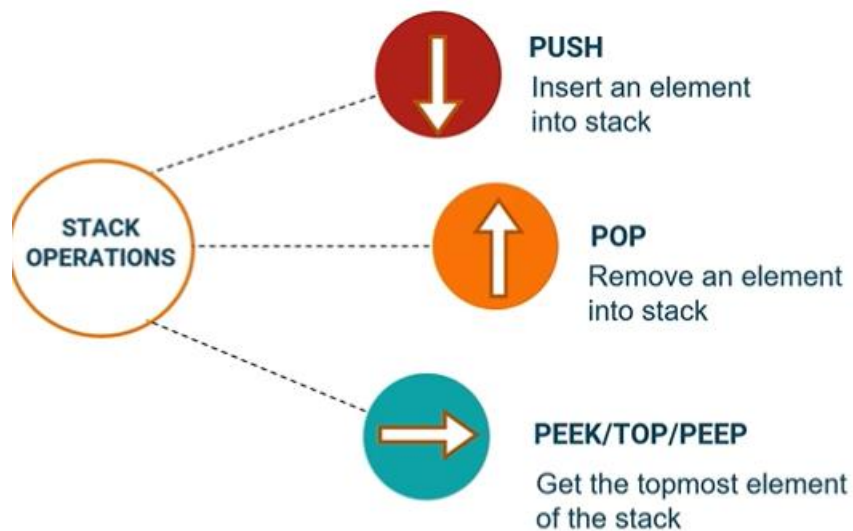 STACK
OPERATIONS
PUSH
Insert an element
into stack
POP
Remove an element
into stack
PEEK/TOP/PEEP
Get the topmost element
of the stack